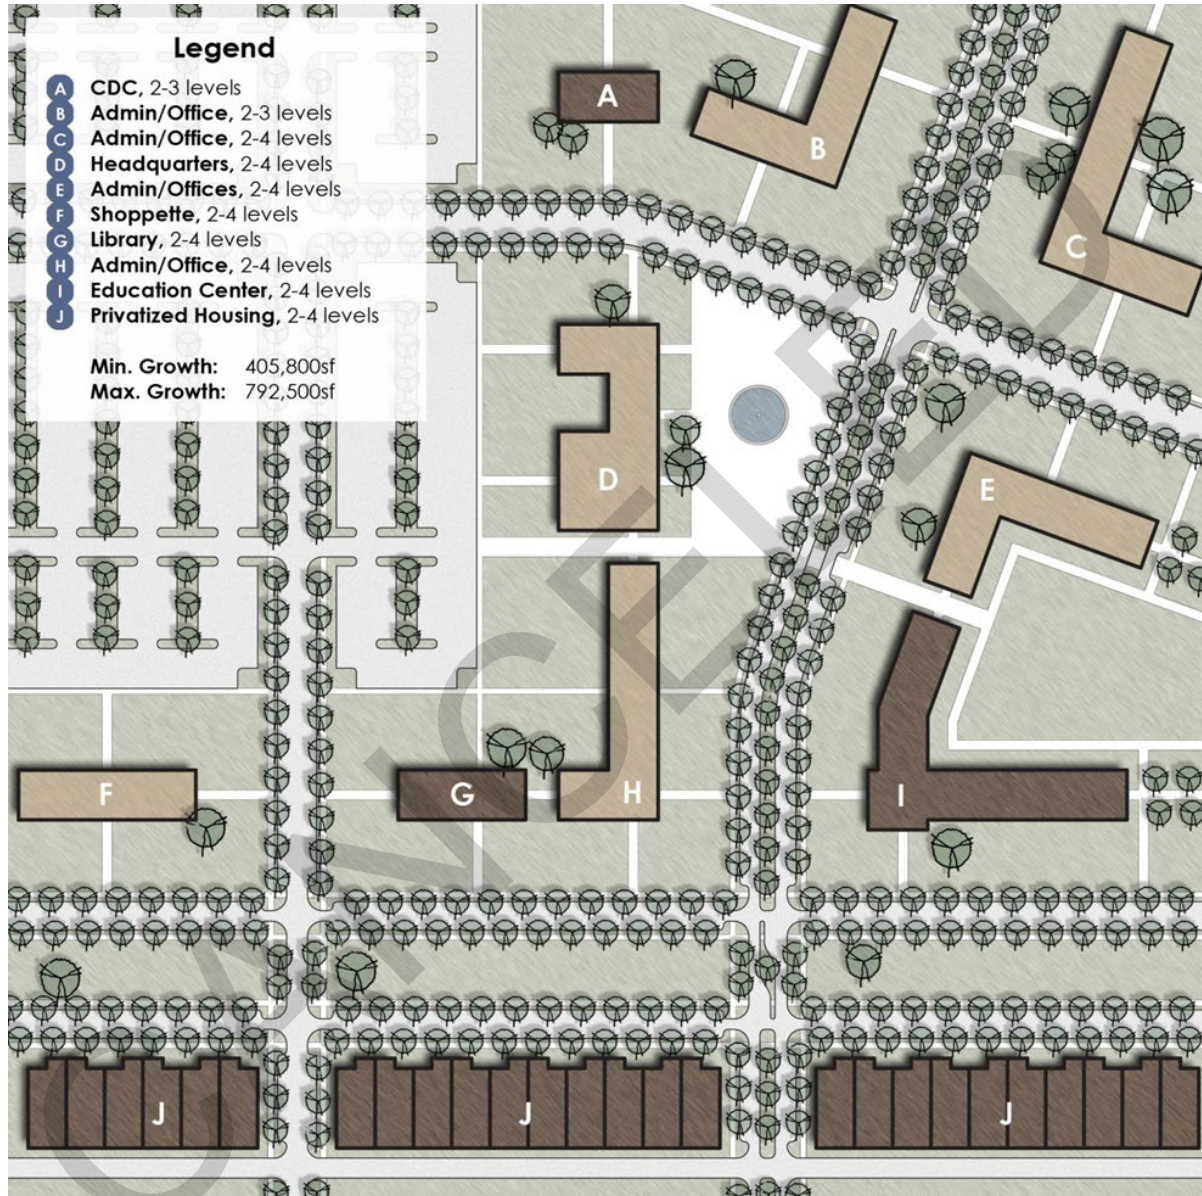 Legend
A CDC, 2-3 levels
B Admin/Office, 2-3 levels
C Admin/Office, 2-4 levels
D Headquarters, 2-4 levels
E Admin/Offices, 2-4 levels
F Shoppette, 2-4 levels
G Library, 2-4 levels
H Admin/Office, 2-4 levels
I Education Center, 2-4 levels
J Privatized Housing, 2-4 levels
Min. Growth: 405,800sf
Max. Growth: 792,500sf
A
B
C
D
E
F
G
H
I
J
J
J
CANCELED